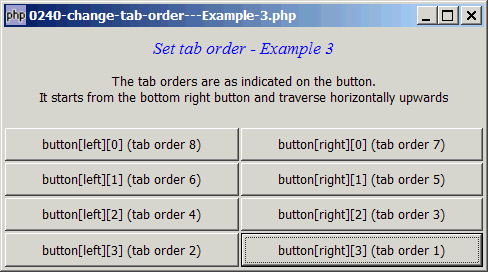 php 0240-change-tab-order---Example-3.php
Set tab order - Example 3
The tab orders are as indicated on the button.
It starts from the bottom right button and traverse horizontally upwards
button[left][0] (tab order 8) button[right][0] (tab order 7)
button[left][1] (tab order 6) button[right][1] (tab order 5)
button[left][2] (tab order 4) button[right][2] (tab order 3)
button[left][3] (tab order 2) button[right][3] (tab order 1)